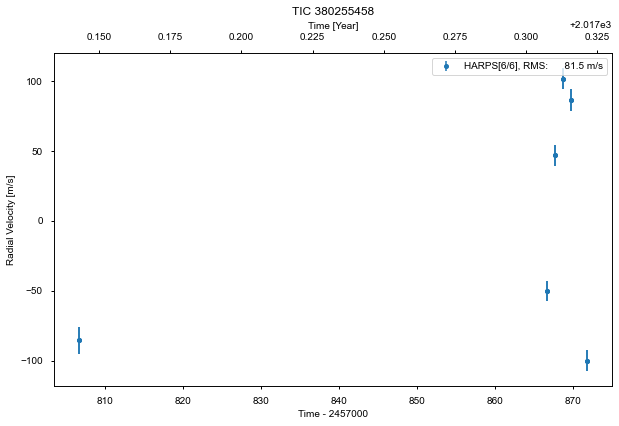 TIC 380255458
Time [Year]
+2.017e3
0.150 0.175 0.200 0.225 0.250 0.275 0.300 0.325
HARPS[6/6], RMS: 81.5 m/s
Radial Velocity [m/s]
100
50
0
−50
−100
810 820 830 840 850 860 870
Time - 2457000